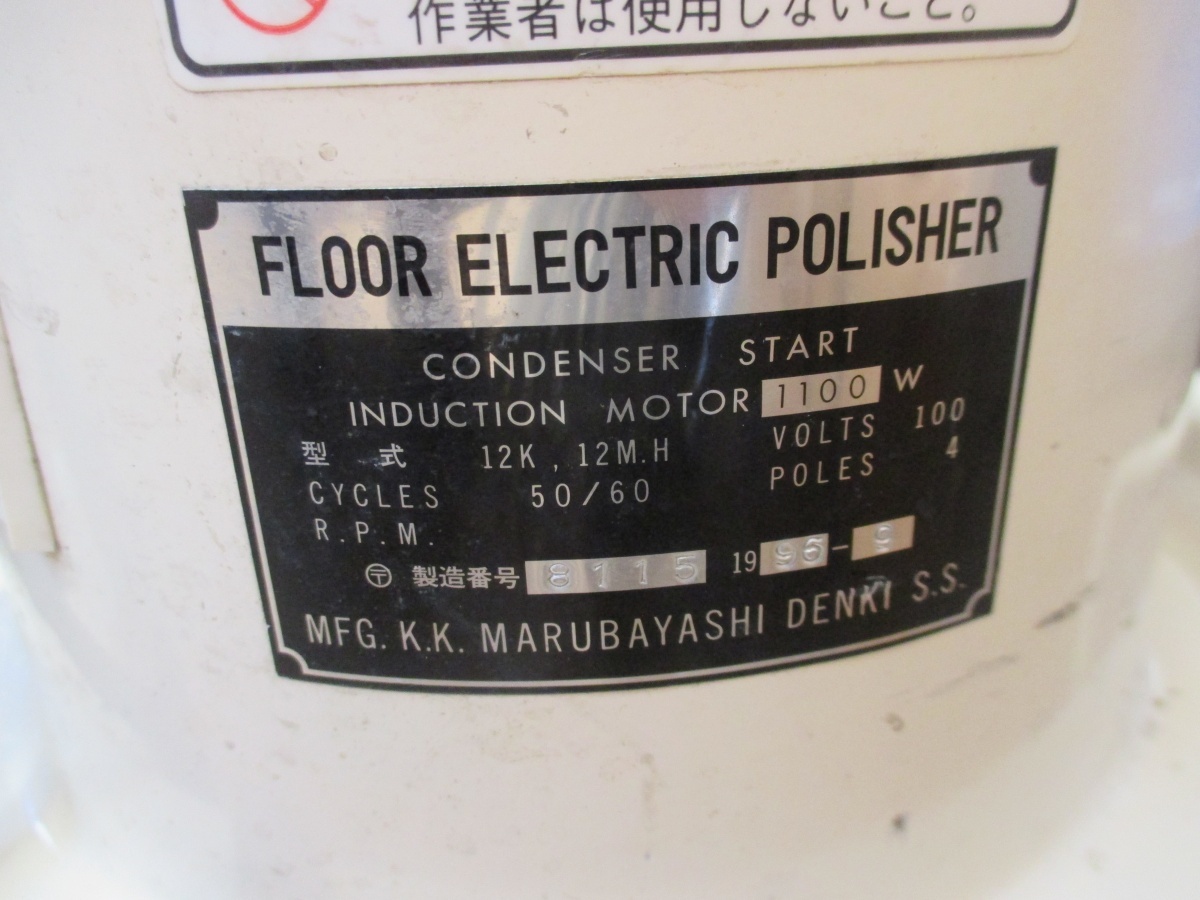 作業者は使用しないこと。
FLOOR ELECTRIC POLISHER
CONDENSER START
INDUCTION MOTOR 1100 W
型式 12K, 12M.H VOLTS 100
CYCLES 50/60 POLES 4
R.P.M.
〒 製造番号 8115 1996-9
MFG. K.K. MARUBAYASHI DENKI S.S.